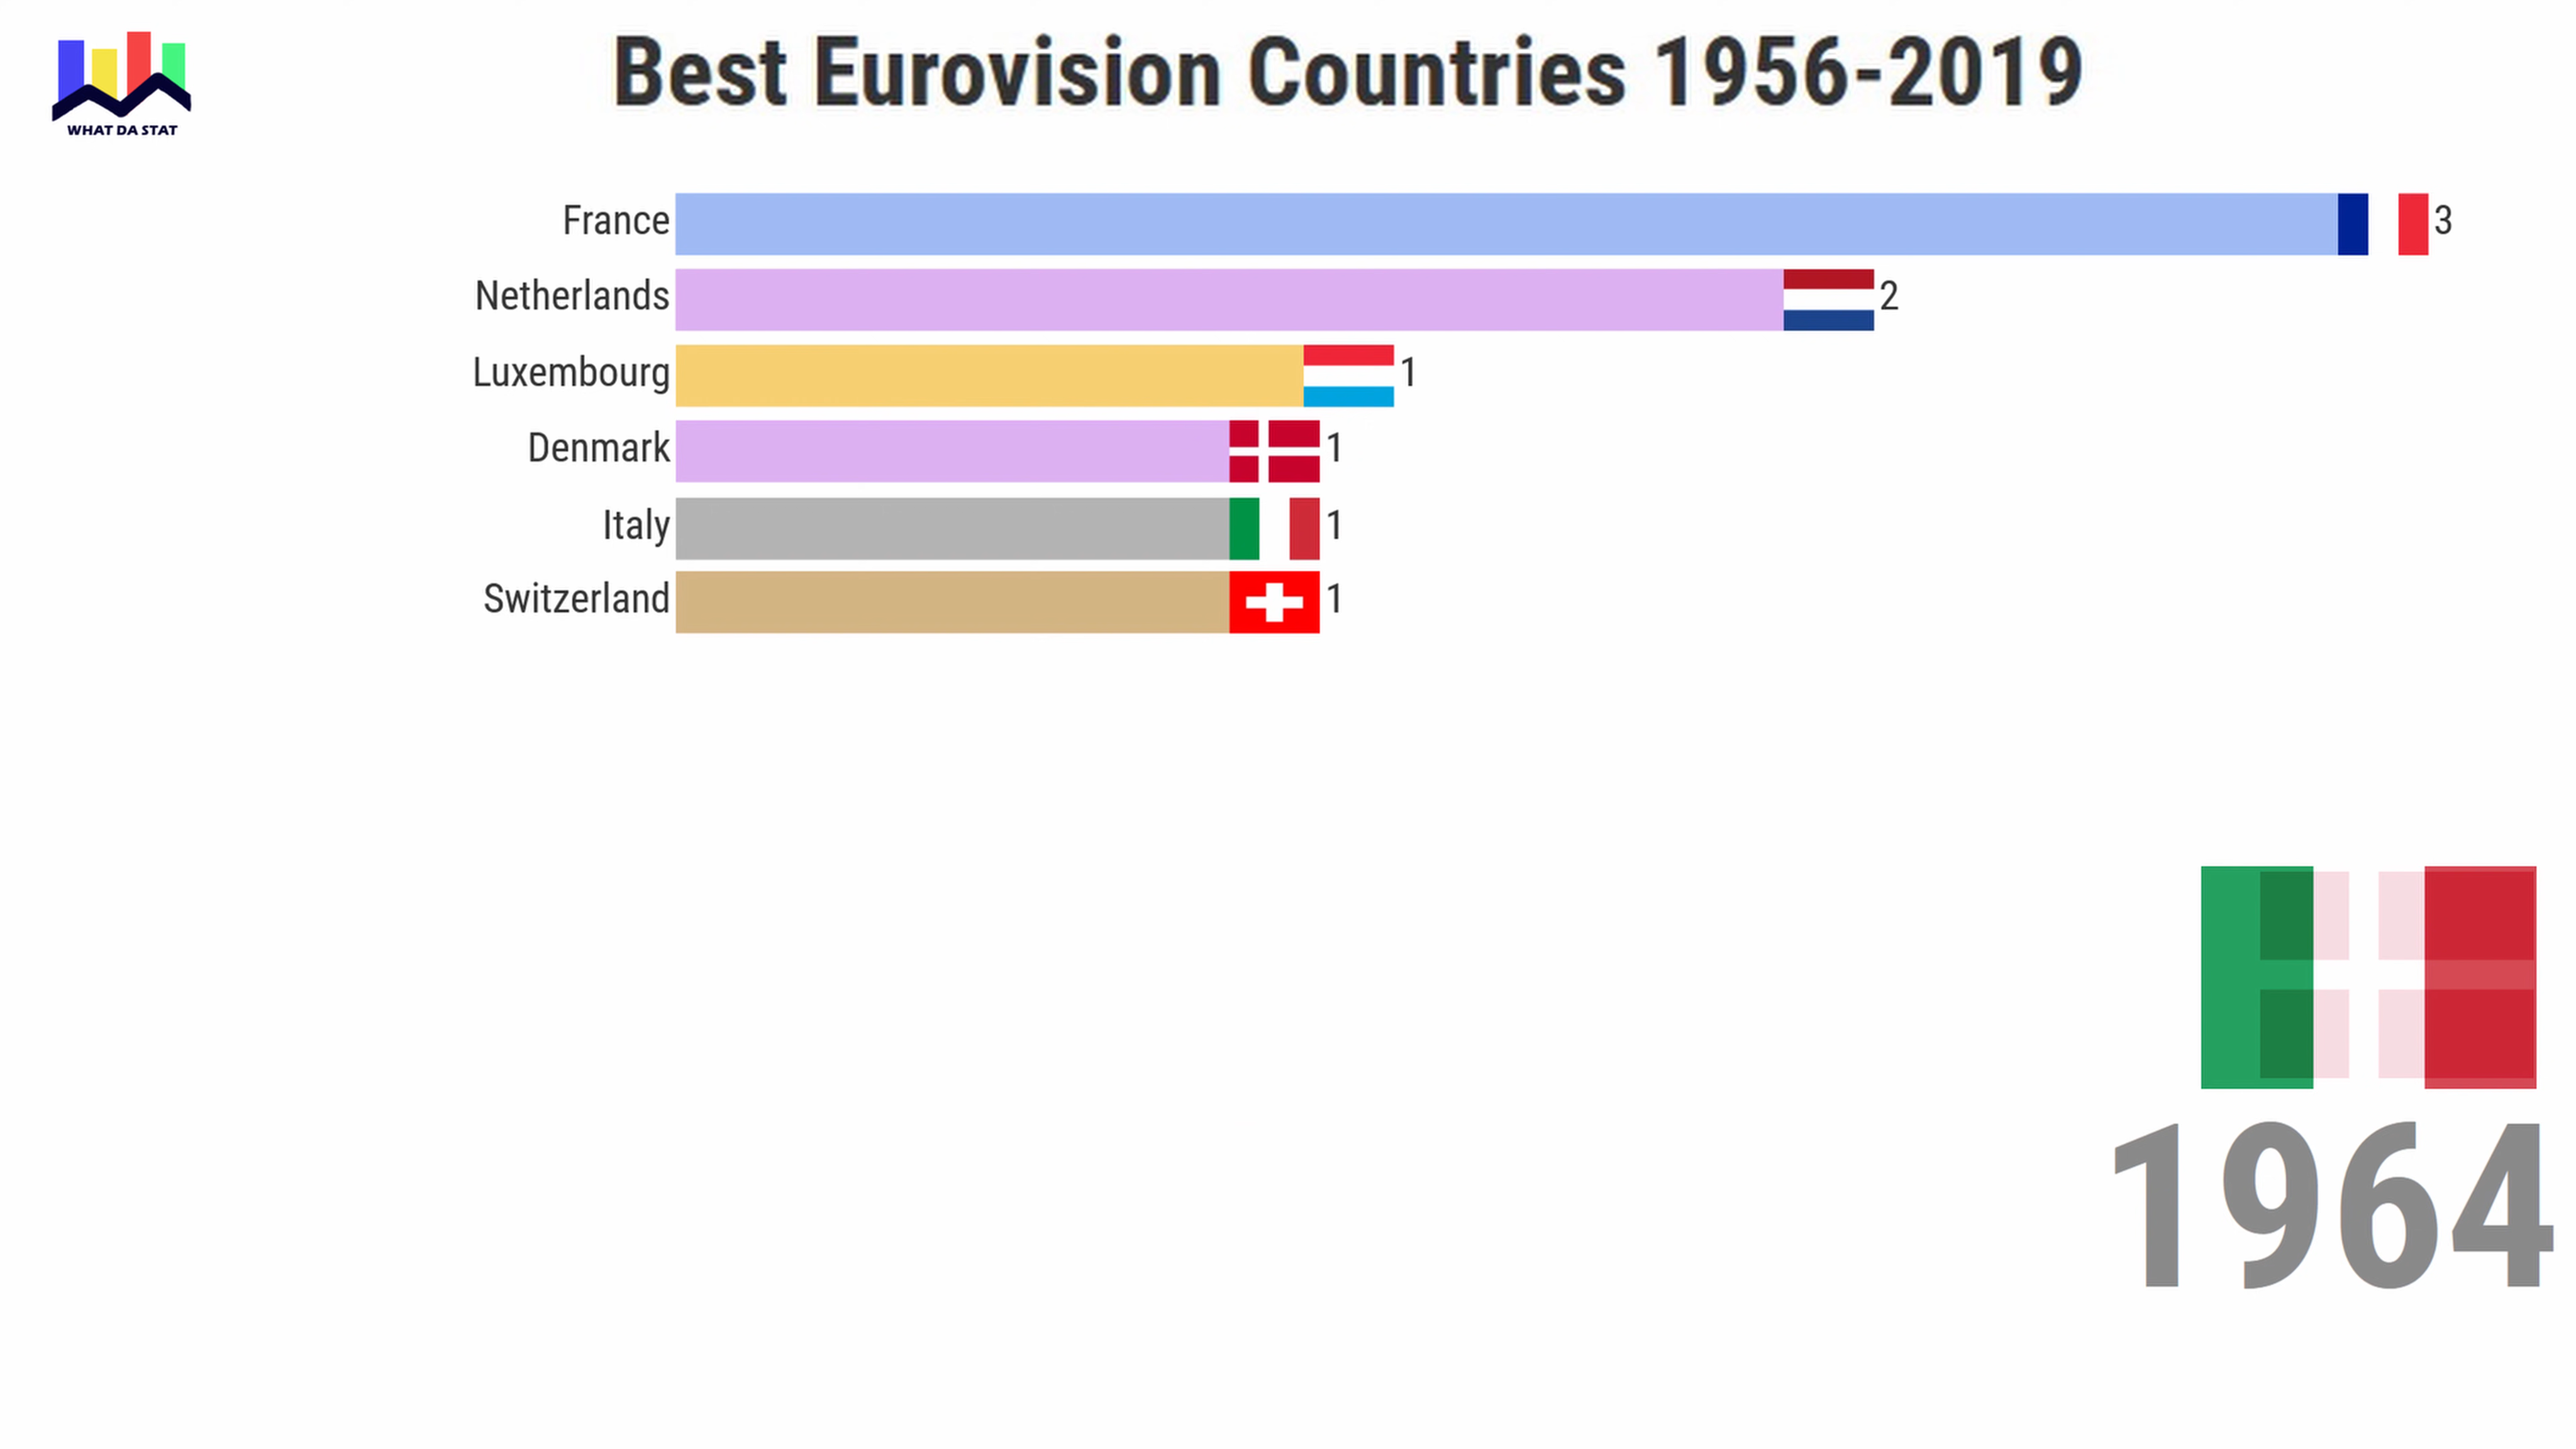 WHAT DA STAT
Best Eurovision Countries 1956-2019
France 3
Netherlands 2
Luxembourg 1
Denmark 1
Italy 1
Switzerland 1
1964